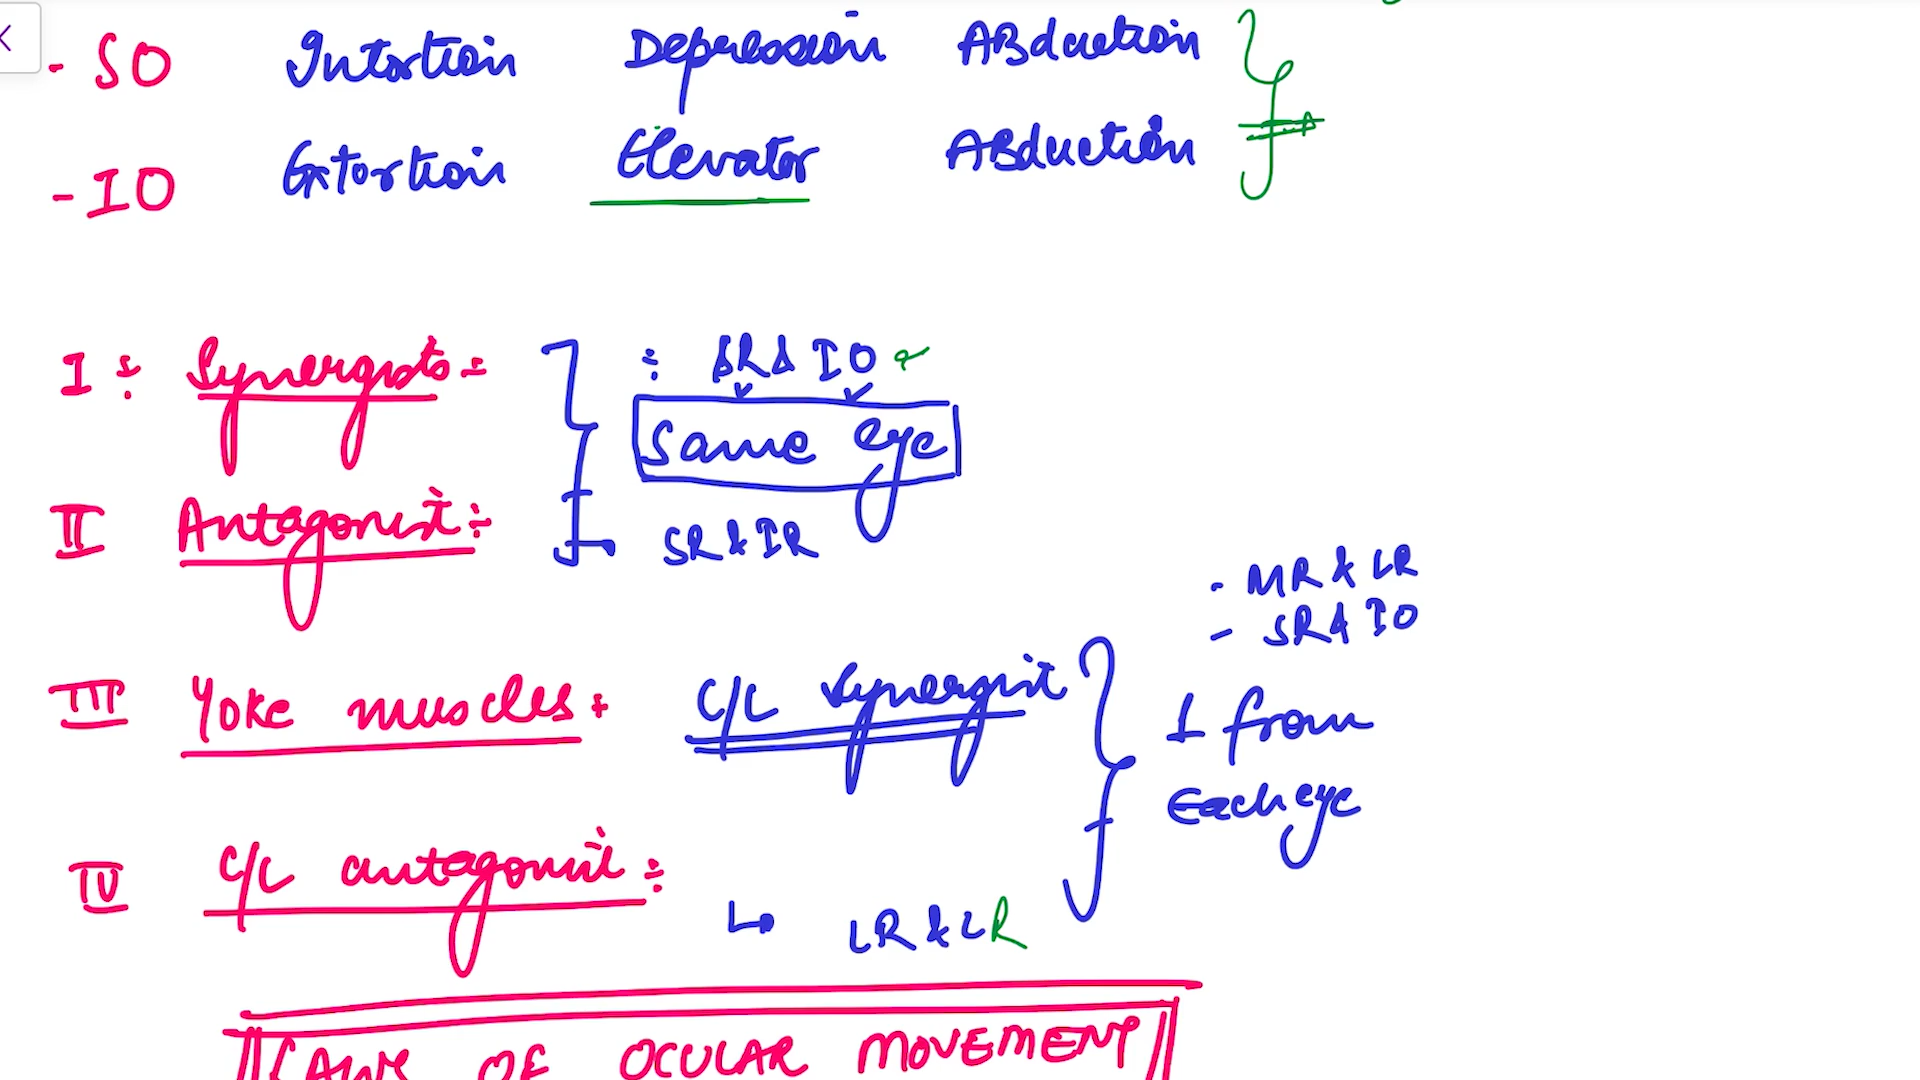 - SO Intortion Depression ABduction
- IO Extortion Elevator ABduction
I ÷ Synergists = ÷ SR & IO
Same eye
II Antagonist ÷ SR & IR
- MR & LR
- SR & IO
III Yoke muscles ÷ C/L Synergist
1 from
Each eye
IV C/L antagonist ÷
↳ LR & LR
LAWS OF OCULAR MOVEMENT